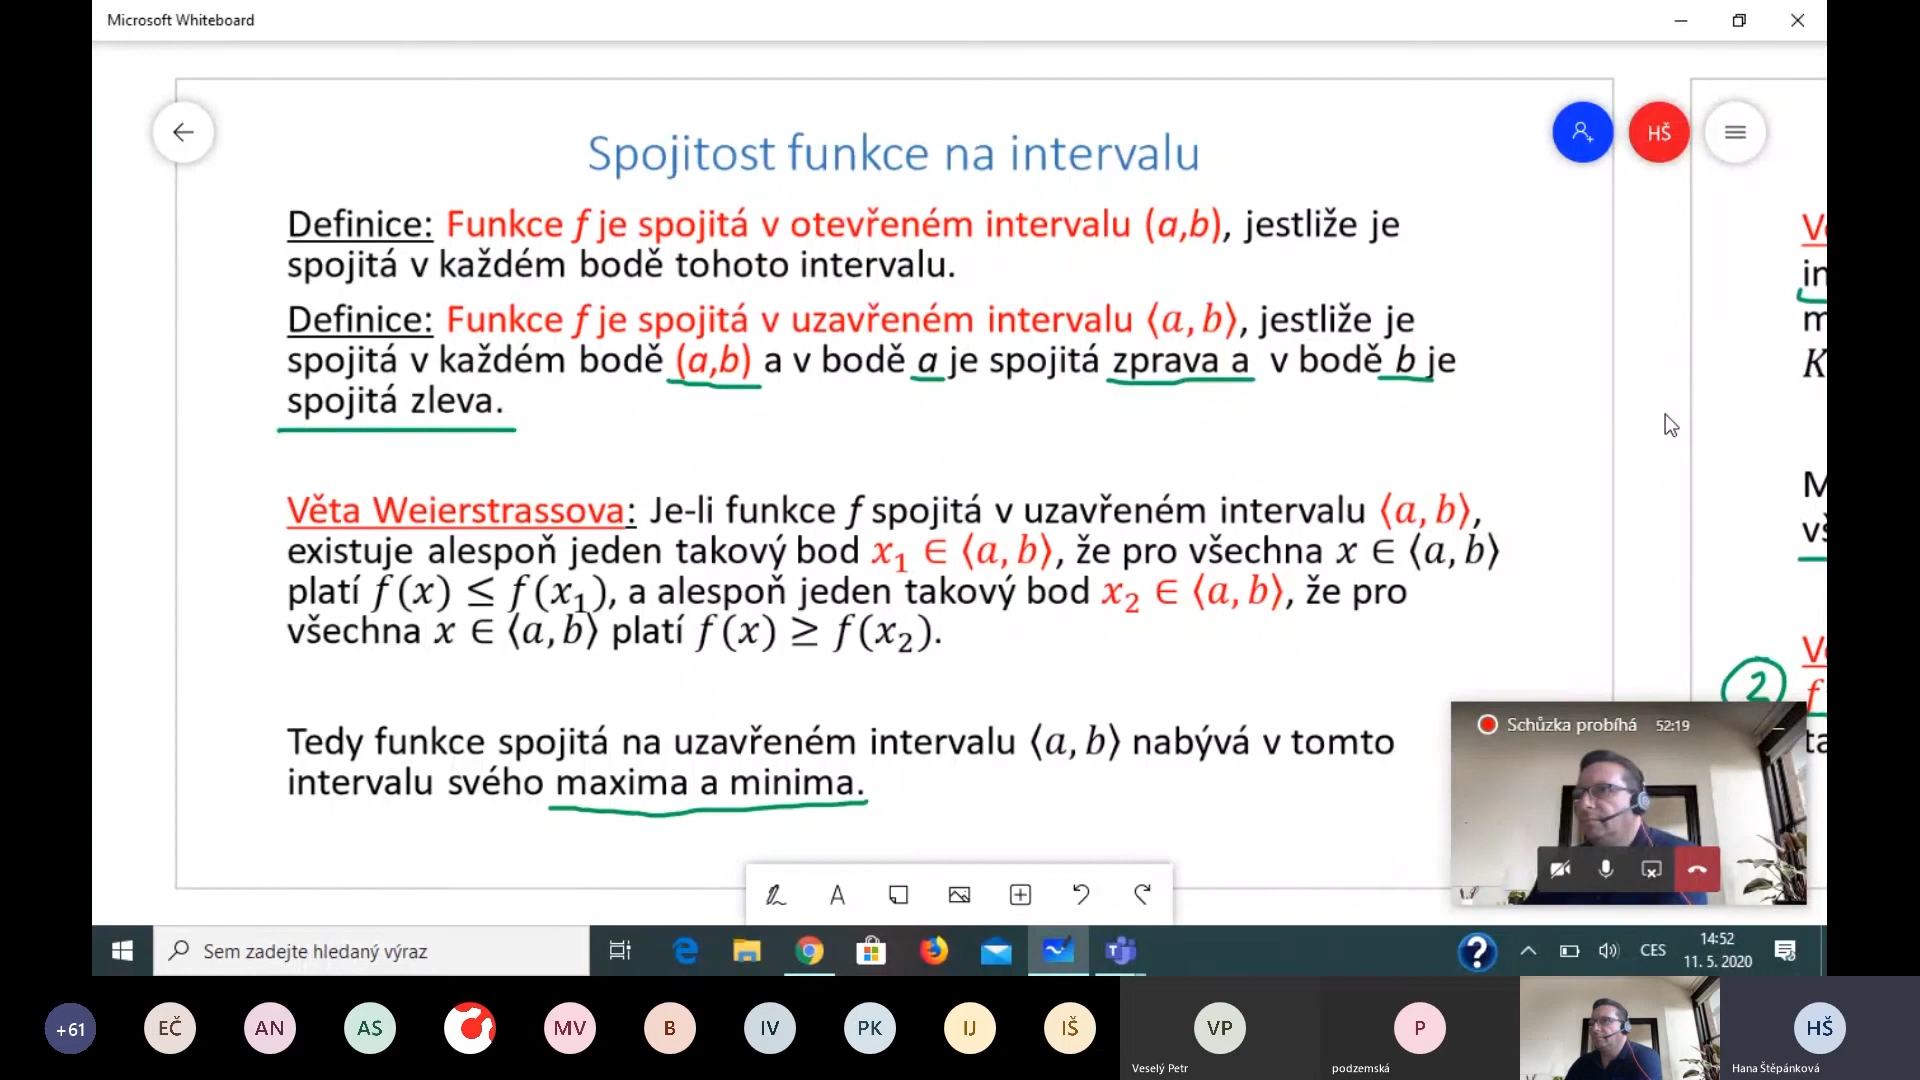 Microsoft Whiteboard
Spojitost funkce na intervalu
HŠ
Definice: Funkce f je spojitá v otevřeném intervalu (a,b), jestliže je
spojitá v každém bodě tohoto intervalu.
Definice: Funkce f je spojitá v uzavřeném intervalu ⟨a, b⟩, jestliže je
spojitá v každém bodě (a,b) a v bodě a je spojitá zprava a v bodě b je
spojitá zleva.
Věta Weierstrassova: Je-li funkce f spojitá v uzavřeném intervalu ⟨a, b⟩,
existuje alespoň jeden takový bod x₁ ∈ ⟨a, b⟩, že pro všechna x ∈ ⟨a, b⟩
platí f(x) ≤ f(x₁), a alespoň jeden takový bod x₂ ∈ ⟨a, b⟩, že pro
všechna x ∈ ⟨a, b⟩ platí f(x) ≥ f(x₂).
Tedy funkce spojitá na uzavřeném intervalu ⟨a, b⟩ nabývá v tomto
intervalu svého maxima a minima.
K
2
f
Schůzka probíhá 52:19
Sem zadejte hledaný výraz
CES
14:52
11. 5. 2020
+61 EČ AN AS MV B IV PK IJ IŠ VP P HŠ
Veselý Petr podzemská Hana Štěpánková